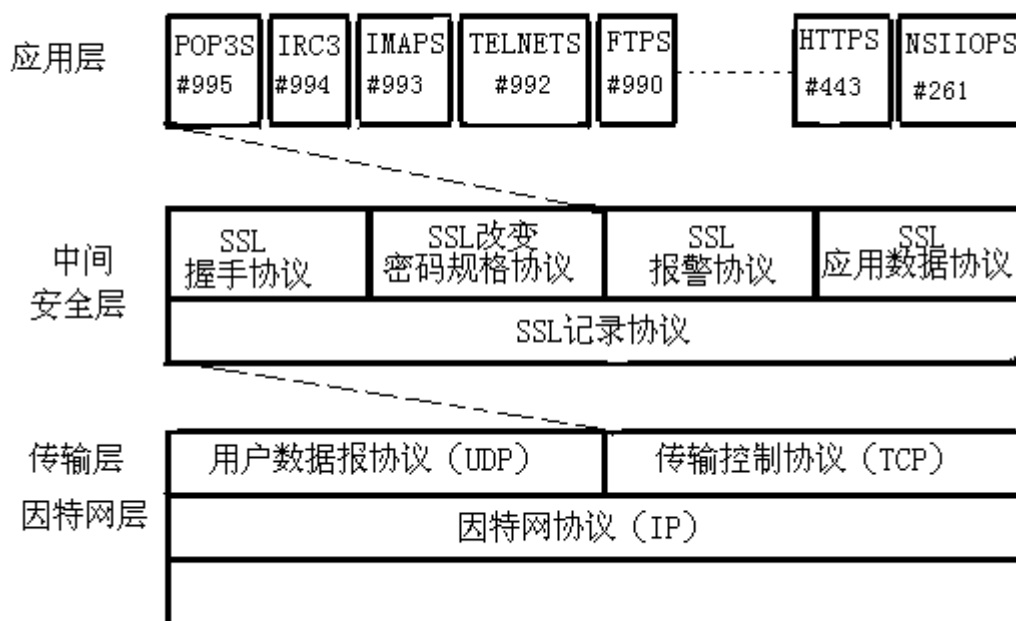 应用层
POP3S IRC3 IMAPS TELNETS FTPS HTTPS NSIIOPS
#995 #994 #993 #992 #990 #443 #261
中间
安全层
SSL
握手协议
SSL改变
密码规格协议
SSL
报警协议
SSL
应用数据协议
SSL记录协议
传输层
用户数据报协议（UDP）
传输控制协议（TCP）
因特网层
因特网协议（IP）